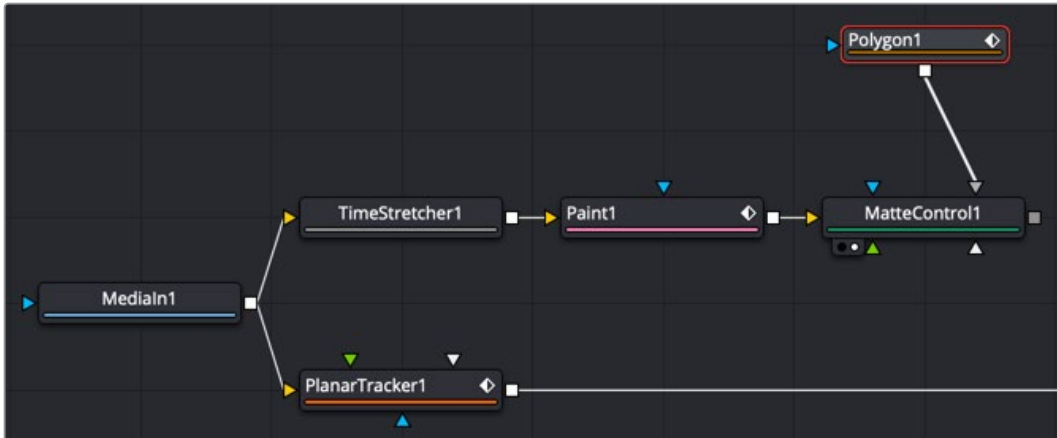 Polygon1
TimeStretcher1
Paint1
MatteControl1
MediaIn1
PlanarTracker1